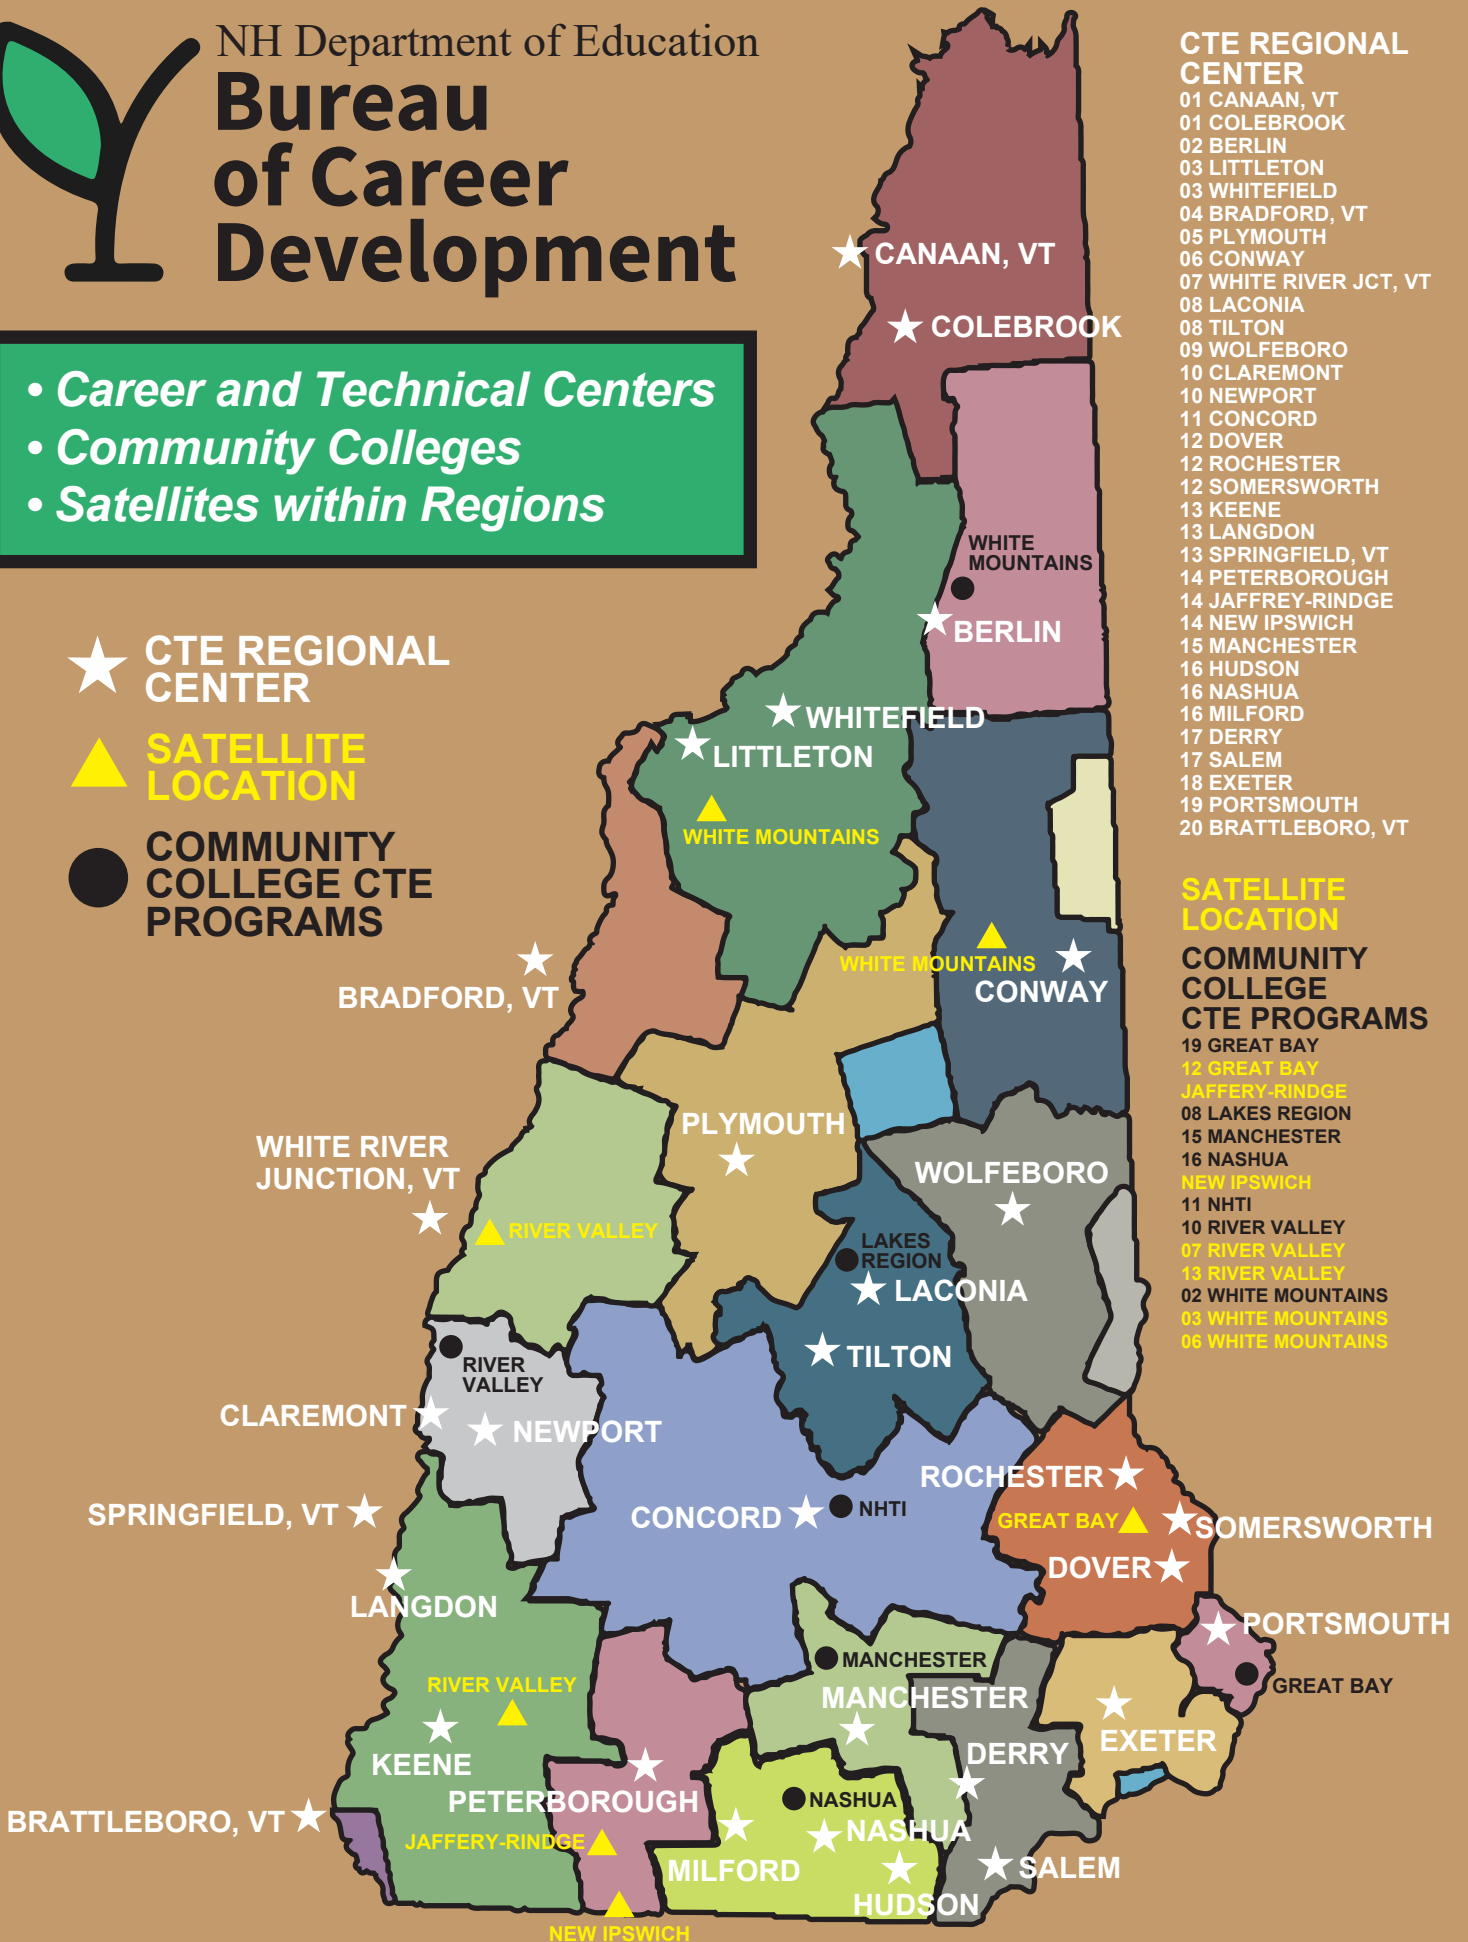 NH Department of Education
Bureau
of Career
Development
• Career and Technical Centers
• Community Colleges
• Satellites within Regions
CTE REGIONAL
CENTER
SATELLITE
LOCATION
COMMUNITY
COLLEGE CTE
PROGRAMS
CANAAN, VT
COLEBROOK
WHITE
MOUNTAINS
BERLIN
WHITEFIELD
LITTLETON
WHITE MOUNTAINS
WHITE MOUNTAINS
CONWAY
BRADFORD, VT
PLYMOUTH
WHITE RIVER
JUNCTION, VT
WOLFEBORO
RIVER VALLEY
LAKES
REGION
LACONIA
TILTON
RIVER
VALLEY
CLAREMONT
NEWPORT
ROCHESTER
SPRINGFIELD, VT
CONCORD
NHTI
GREAT BAY
SOMERSWORTH
DOVER
LANGDON
PORTSMOUTH
MANCHESTER
RIVER VALLEY
GREAT BAY
MANCHESTER
EXETER
DERRY
KEENE
PETERBOROUGH
NASHUA
BRATTLEBORO, VT
NASHUA
JAFFERY-RINDGE
MILFORD
SALEM
HUDSON
NEW IPSWICH
CTE REGIONAL
CENTER
01 CANAAN, VT
01 COLEBROOK
02 BERLIN
03 LITTLETON
03 WHITEFIELD
04 BRADFORD, VT
05 PLYMOUTH
06 CONWAY
07 WHITE RIVER JCT, VT
08 LACONIA
08 TILTON
09 WOLFEBORO
10 CLAREMONT
10 NEWPORT
11 CONCORD
12 DOVER
12 ROCHESTER
12 SOMERSWORTH
13 KEENE
13 LANGDON
13 SPRINGFIELD, VT
14 PETERBOROUGH
14 JAFFREY-RINDGE
14 NEW IPSWICH
15 MANCHESTER
16 HUDSON
16 NASHUA
16 MILFORD
17 DERRY
17 SALEM
18 EXETER
19 PORTSMOUTH
20 BRATTLEBORO, VT
SATELLITE
LOCATION
COMMUNITY
COLLEGE
CTE PROGRAMS
19 GREAT BAY
12 GREAT BAY
JAFFERY-RINDGE
08 LAKES REGION
15 MANCHESTER
16 NASHUA
NEW IPSWICH
11 NHTI
10 RIVER VALLEY
07 RIVER VALLEY
13 RIVER VALLEY
02 WHITE MOUNTAINS
03 WHITE MOUNTAINS
06 WHITE MOUNTAINS